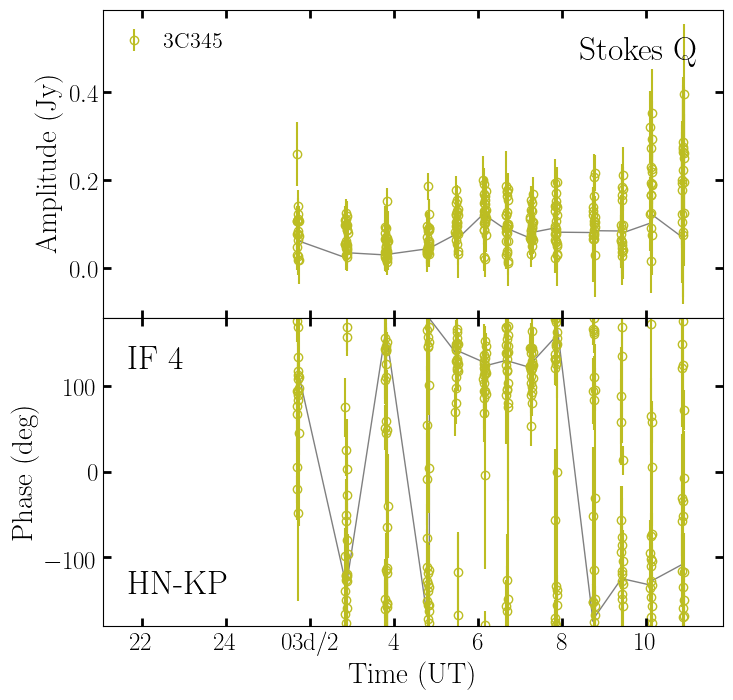 3C345
Stokes Q
Amplitude (Jy)
0.4
0.2
0.0
IF 4
Phase (deg)
100
0
−100
HN-KP
22 24 03d/2 4 6 8 10
Time (UT)